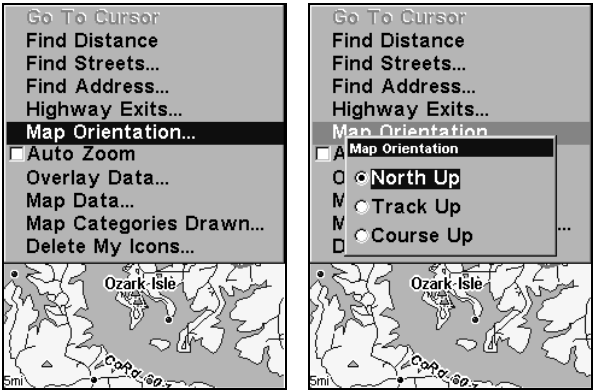 Go To Cursor
Find Distance
Find Streets...
Find Address...
Highway Exits...
Map Orientation...
Auto Zoom
Overlay Data...
Map Data...
Map Categories Drawn...
Delete My Icons...
Ozark Isle
CoRd
5mi
Go To Cursor
Find Distance
Find Streets...
Find Address...
Highway Exits...
Map Orientation
Map Orientation
North Up
Track Up
Course Up
...
Ozark Isle
CoRd
5mi